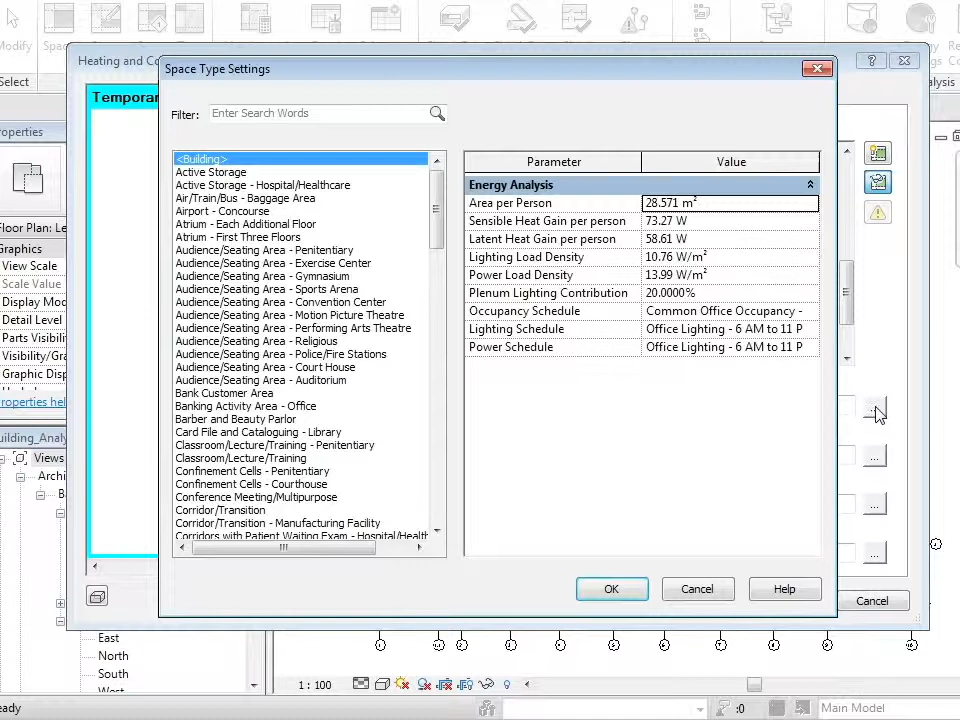 Modify
Spac
Select
alysis
Heating and Co
Space Type Settings
?
Temporar
Filter:
Enter Search Words
roperties
Floor Plan: Le
Graphics
View Scale
Scale Value
Display Mod
Detail Level
Parts Visibili
Visibility/Gra
Graphic Disp
roperties help
<Building>
Active Storage
Active Storage - Hospital/Healthcare
Air/Train/Bus - Baggage Area
Airport - Concourse
Atrium - Each Additional Floor
Atrium - First Three Floors
Audience/Seating Area - Penitentiary
Audience/Seating Area - Exercise Center
Audience/Seating Area - Gymnasium
Audience/Seating Area - Sports Arena
Audience/Seating Area - Convention Center
Audience/Seating Area - Motion Picture Theatre
Audience/Seating Area - Performing Arts Theatre
Audience/Seating Area - Religious
Audience/Seating Area - Police/Fire Stations
Audience/Seating Area - Court House
Audience/Seating Area - Auditorium
Bank Customer Area
Banking Activity Area - Office
Barber and Beauty Parlor
Card File and Cataloguing - Library
Classroom/Lecture/Training - Penitentiary
Classroom/Lecture/Training
Confinement Cells - Penitentiary
Confinement Cells - Courthouse
Conference Meeting/Multipurpose
Corridor/Transition
Corridor/Transition - Manufacturing Facility
Corridors with Patient Waiting Exam - Hospital/Health
Parameter Value
Energy Analysis
Area per Person 28.571 m²
Sensible Heat Gain per person 73.27 W
Latent Heat Gain per person 58.61 W
Lighting Load Density 10.76 W/m²
Power Load Density 13.99 W/m²
Plenum Lighting Contribution 20.0000%
Occupancy Schedule Common Office Occupancy -
Lighting Schedule Office Lighting - 6 AM to 11 P
Power Schedule Office Lighting - 6 AM to 11 P
...
...
...
OK
Cancel
Help
Cancel
uilding_Analy
Views
Archi
B
East
North
South
West
1 : 100
eady
:0
Main Model